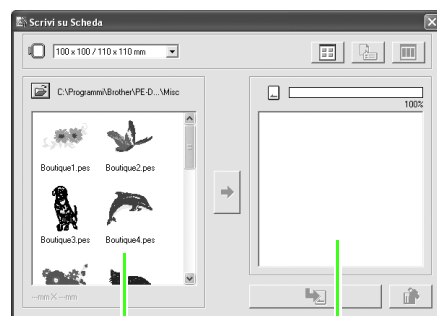 Scrivi su Scheda
100 x 100 / 110 x 110 mm
C:\Programmi\Brother\PE-D...\Misc
100%
Boutique1.pes Boutique2.pes
Boutique3.pes Boutique4.pes
---mm X ---mm